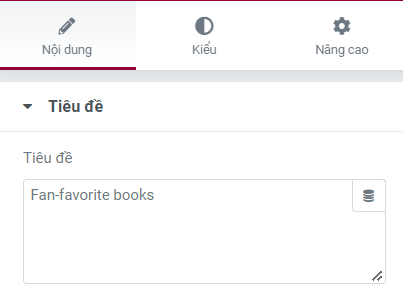 Nội dung
Kiểu
Nâng cao
Tiêu đề
Tiêu đề
Fan-favorite books